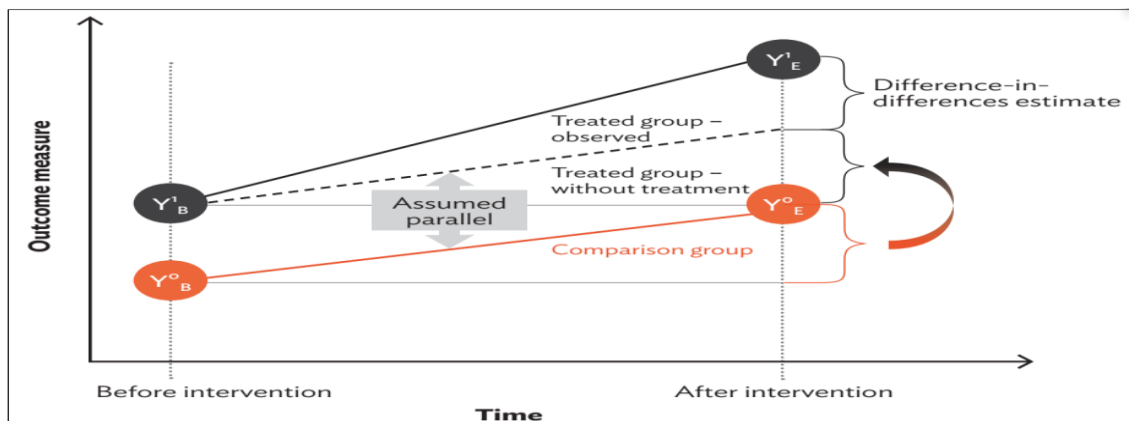 Outcome measure
Y¹E
Difference-in-
differences estimate
Treated group –
observed
Treated group –
without treatment
Y¹B
Assumed
parallel
Y⁰E
Comparison group
Y⁰B
Before intervention
After intervention
Time